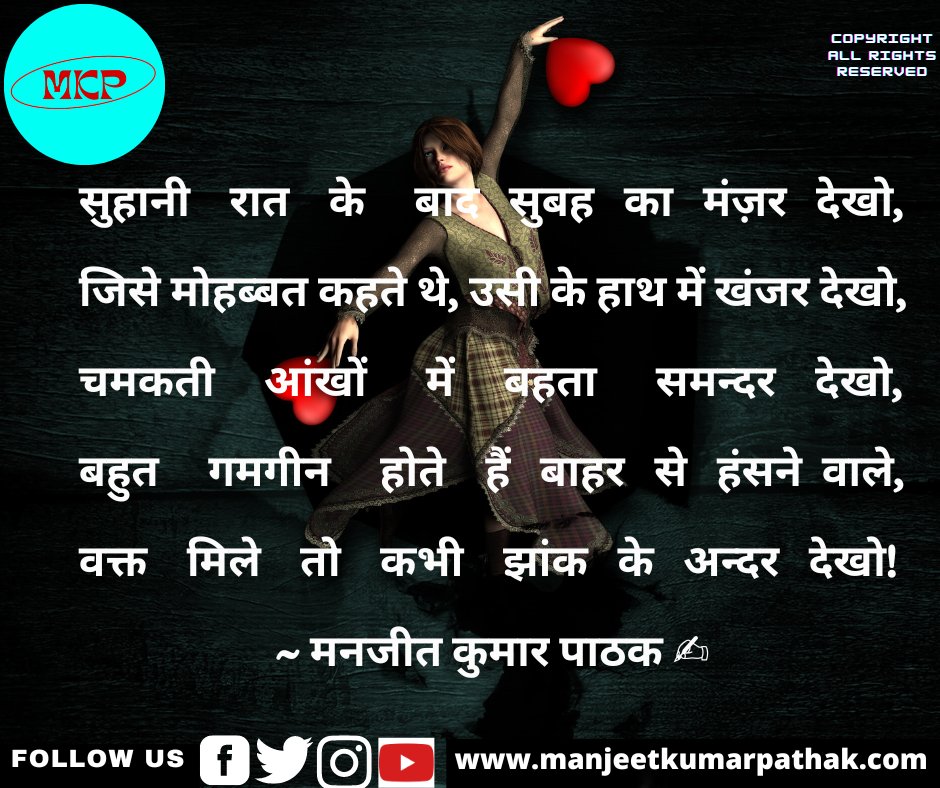 MKP
COPYRIGHT
ALL RIGHTS
RESERVED
सुहानी रात के बाद सुबह का मंज़र देखो,
जिसे मोहब्बत कहते थे, उसी के हाथ में खंजर देखो,
चमकती आंखों में बहता समन्दर देखो,
बहुत गमगीन होते हैं बाहर से हंसने वाले,
वक्त मिले तो कभी झांक के अन्दर देखो!
~ मनजीत कुमार पाठक ✍
FOLLOW US www.manjeetkumarpathak.com